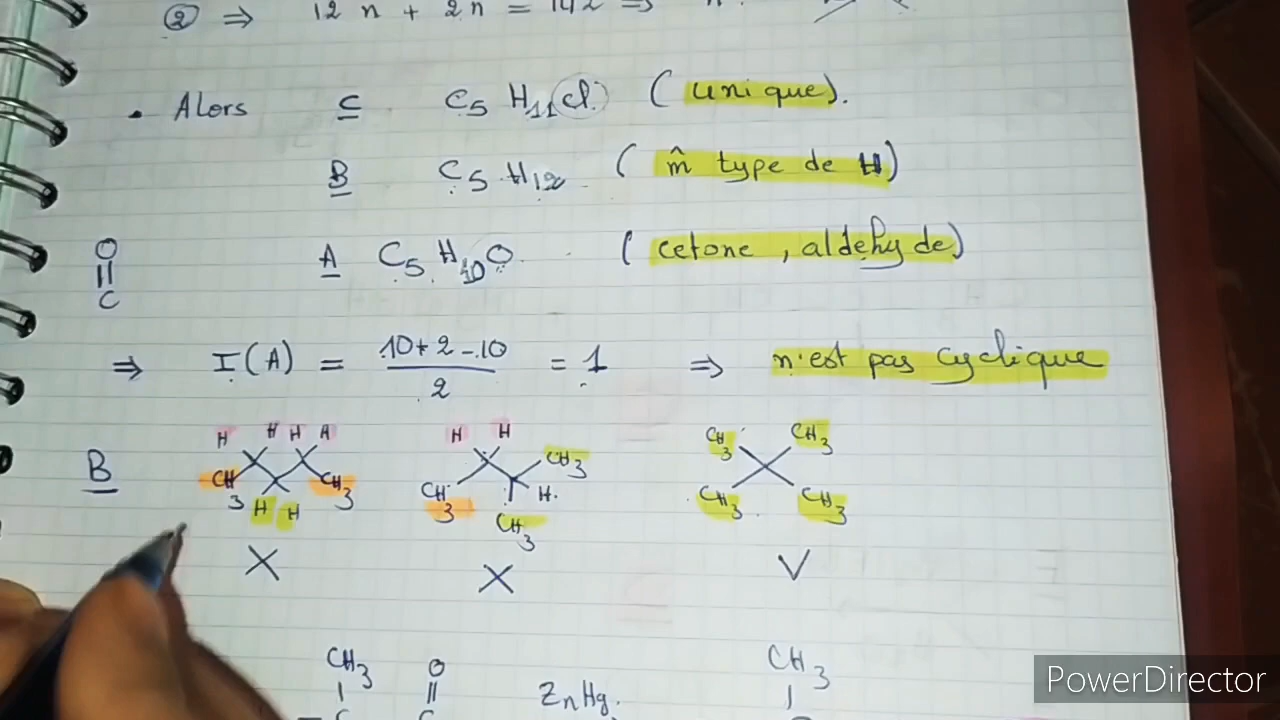 ② ⇒ 12 n + 2n = 142 ⇒ n
• Alors C C5 H11 Cl (unique).
B C5 H12 (m̂ type de H)
O
||
C
A C5 H10 O (cetone, aldehyde)
⇒ I(A) = 10+2-10 / 2 = 1 ⇒ n'est pas cyclique
B
H H H H
CH3 CH3
H H
H H
CH3
CH3 H.
CH3
CH3 CH3
CH3 CH3
X X V
CH3 O ZnHg. CH3
C C
PowerDirector